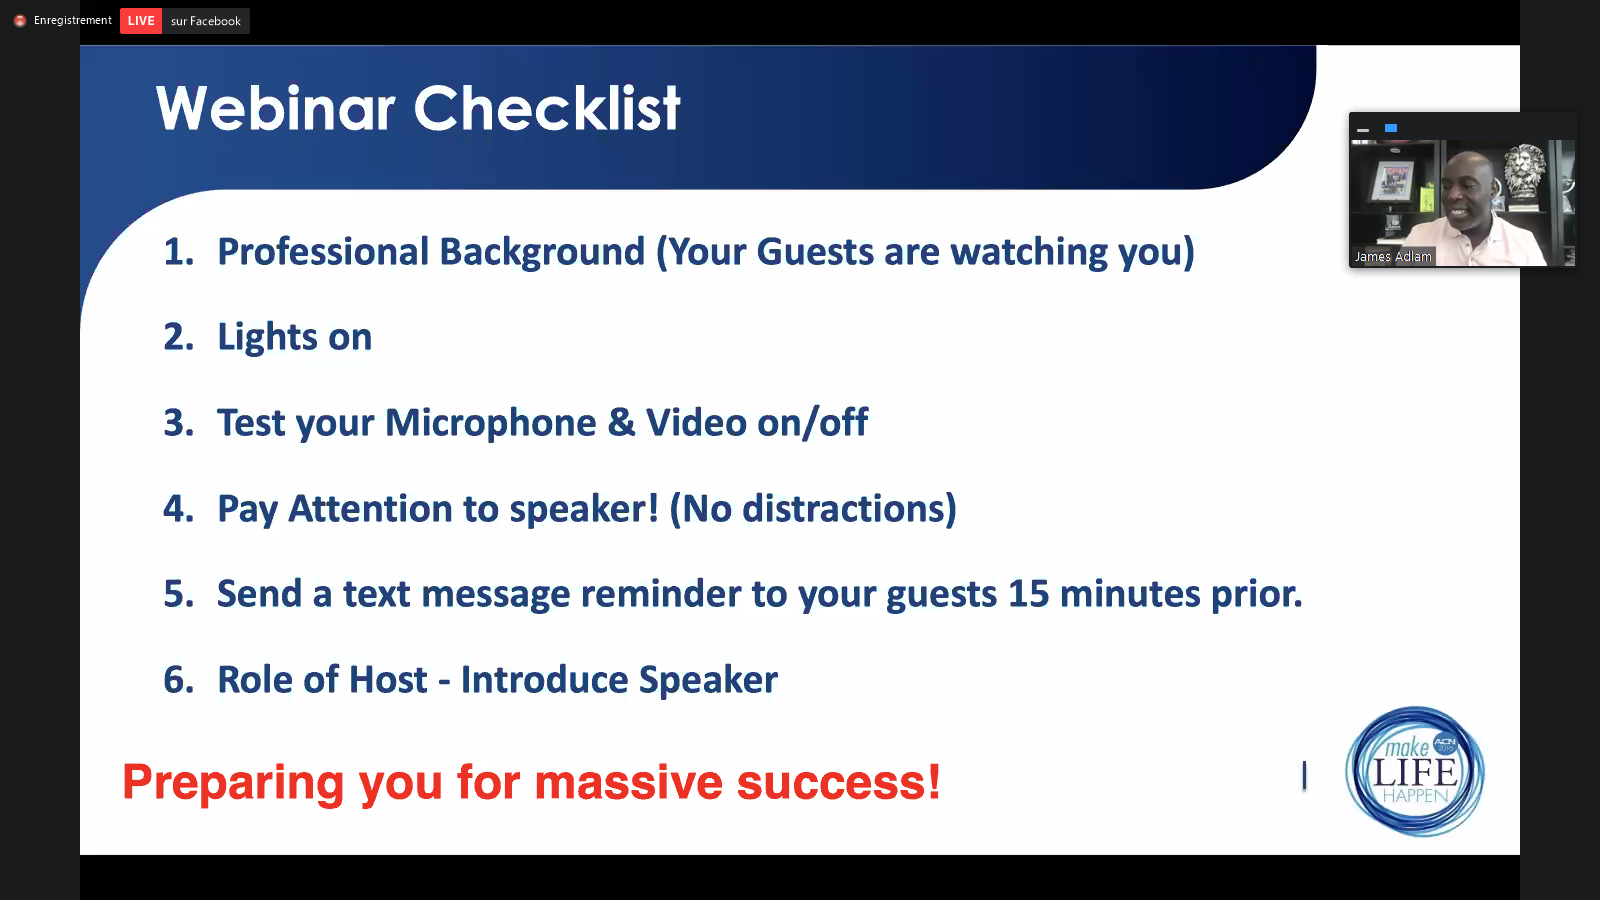 Enregistrement LIVE sur Facebook
Webinar Checklist
1. Professional Background (Your Guests are watching you)
2. Lights on
3. Test your Microphone & Video on/off
4. Pay Attention to speaker! (No distractions)
5. Send a text message reminder to your guests 15 minutes prior.
6. Role of Host - Introduce Speaker
Preparing you for massive success!
James Adlam
make
ACN
LIFE
HAPPEN